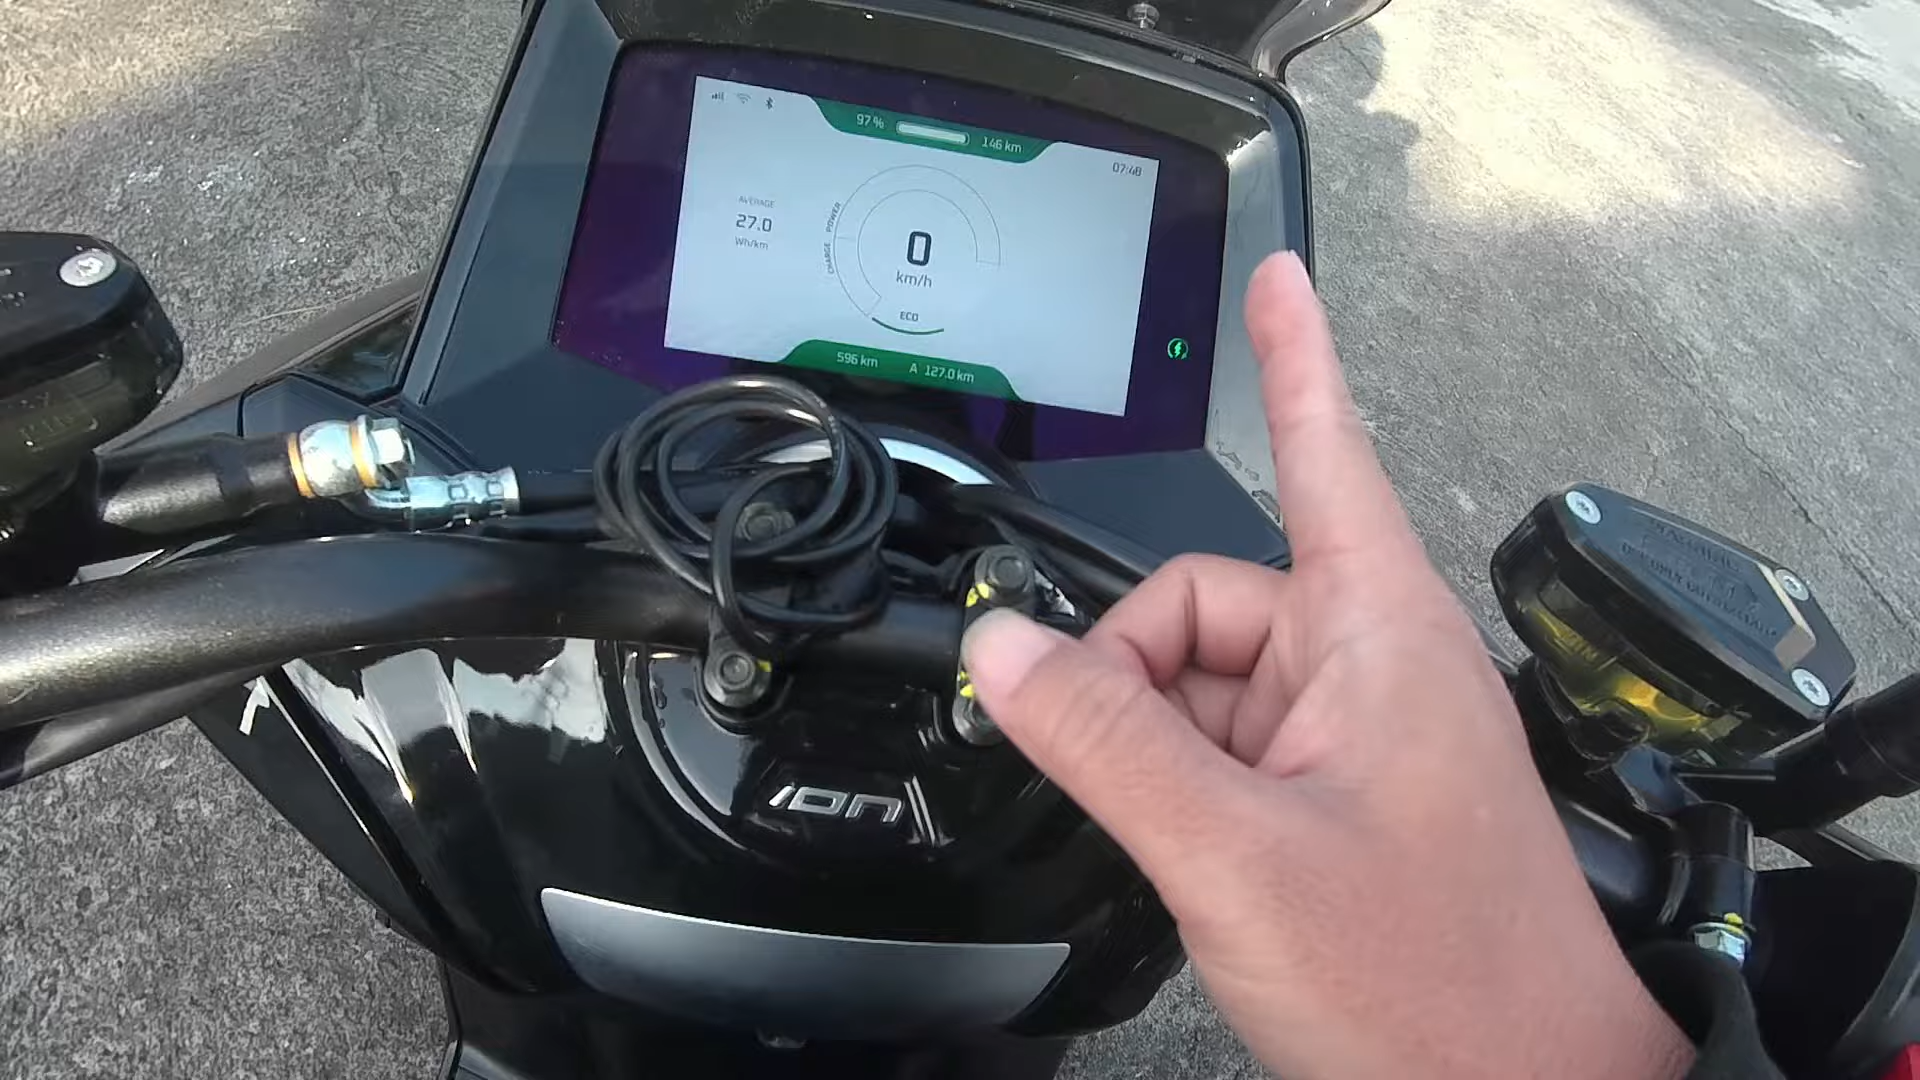 97 %
146 km
07:48
AVERAGE
27.0
Wh/km
POWER
CHARGE
0
km/h
ECO
596 km
A 127.0 km
ion